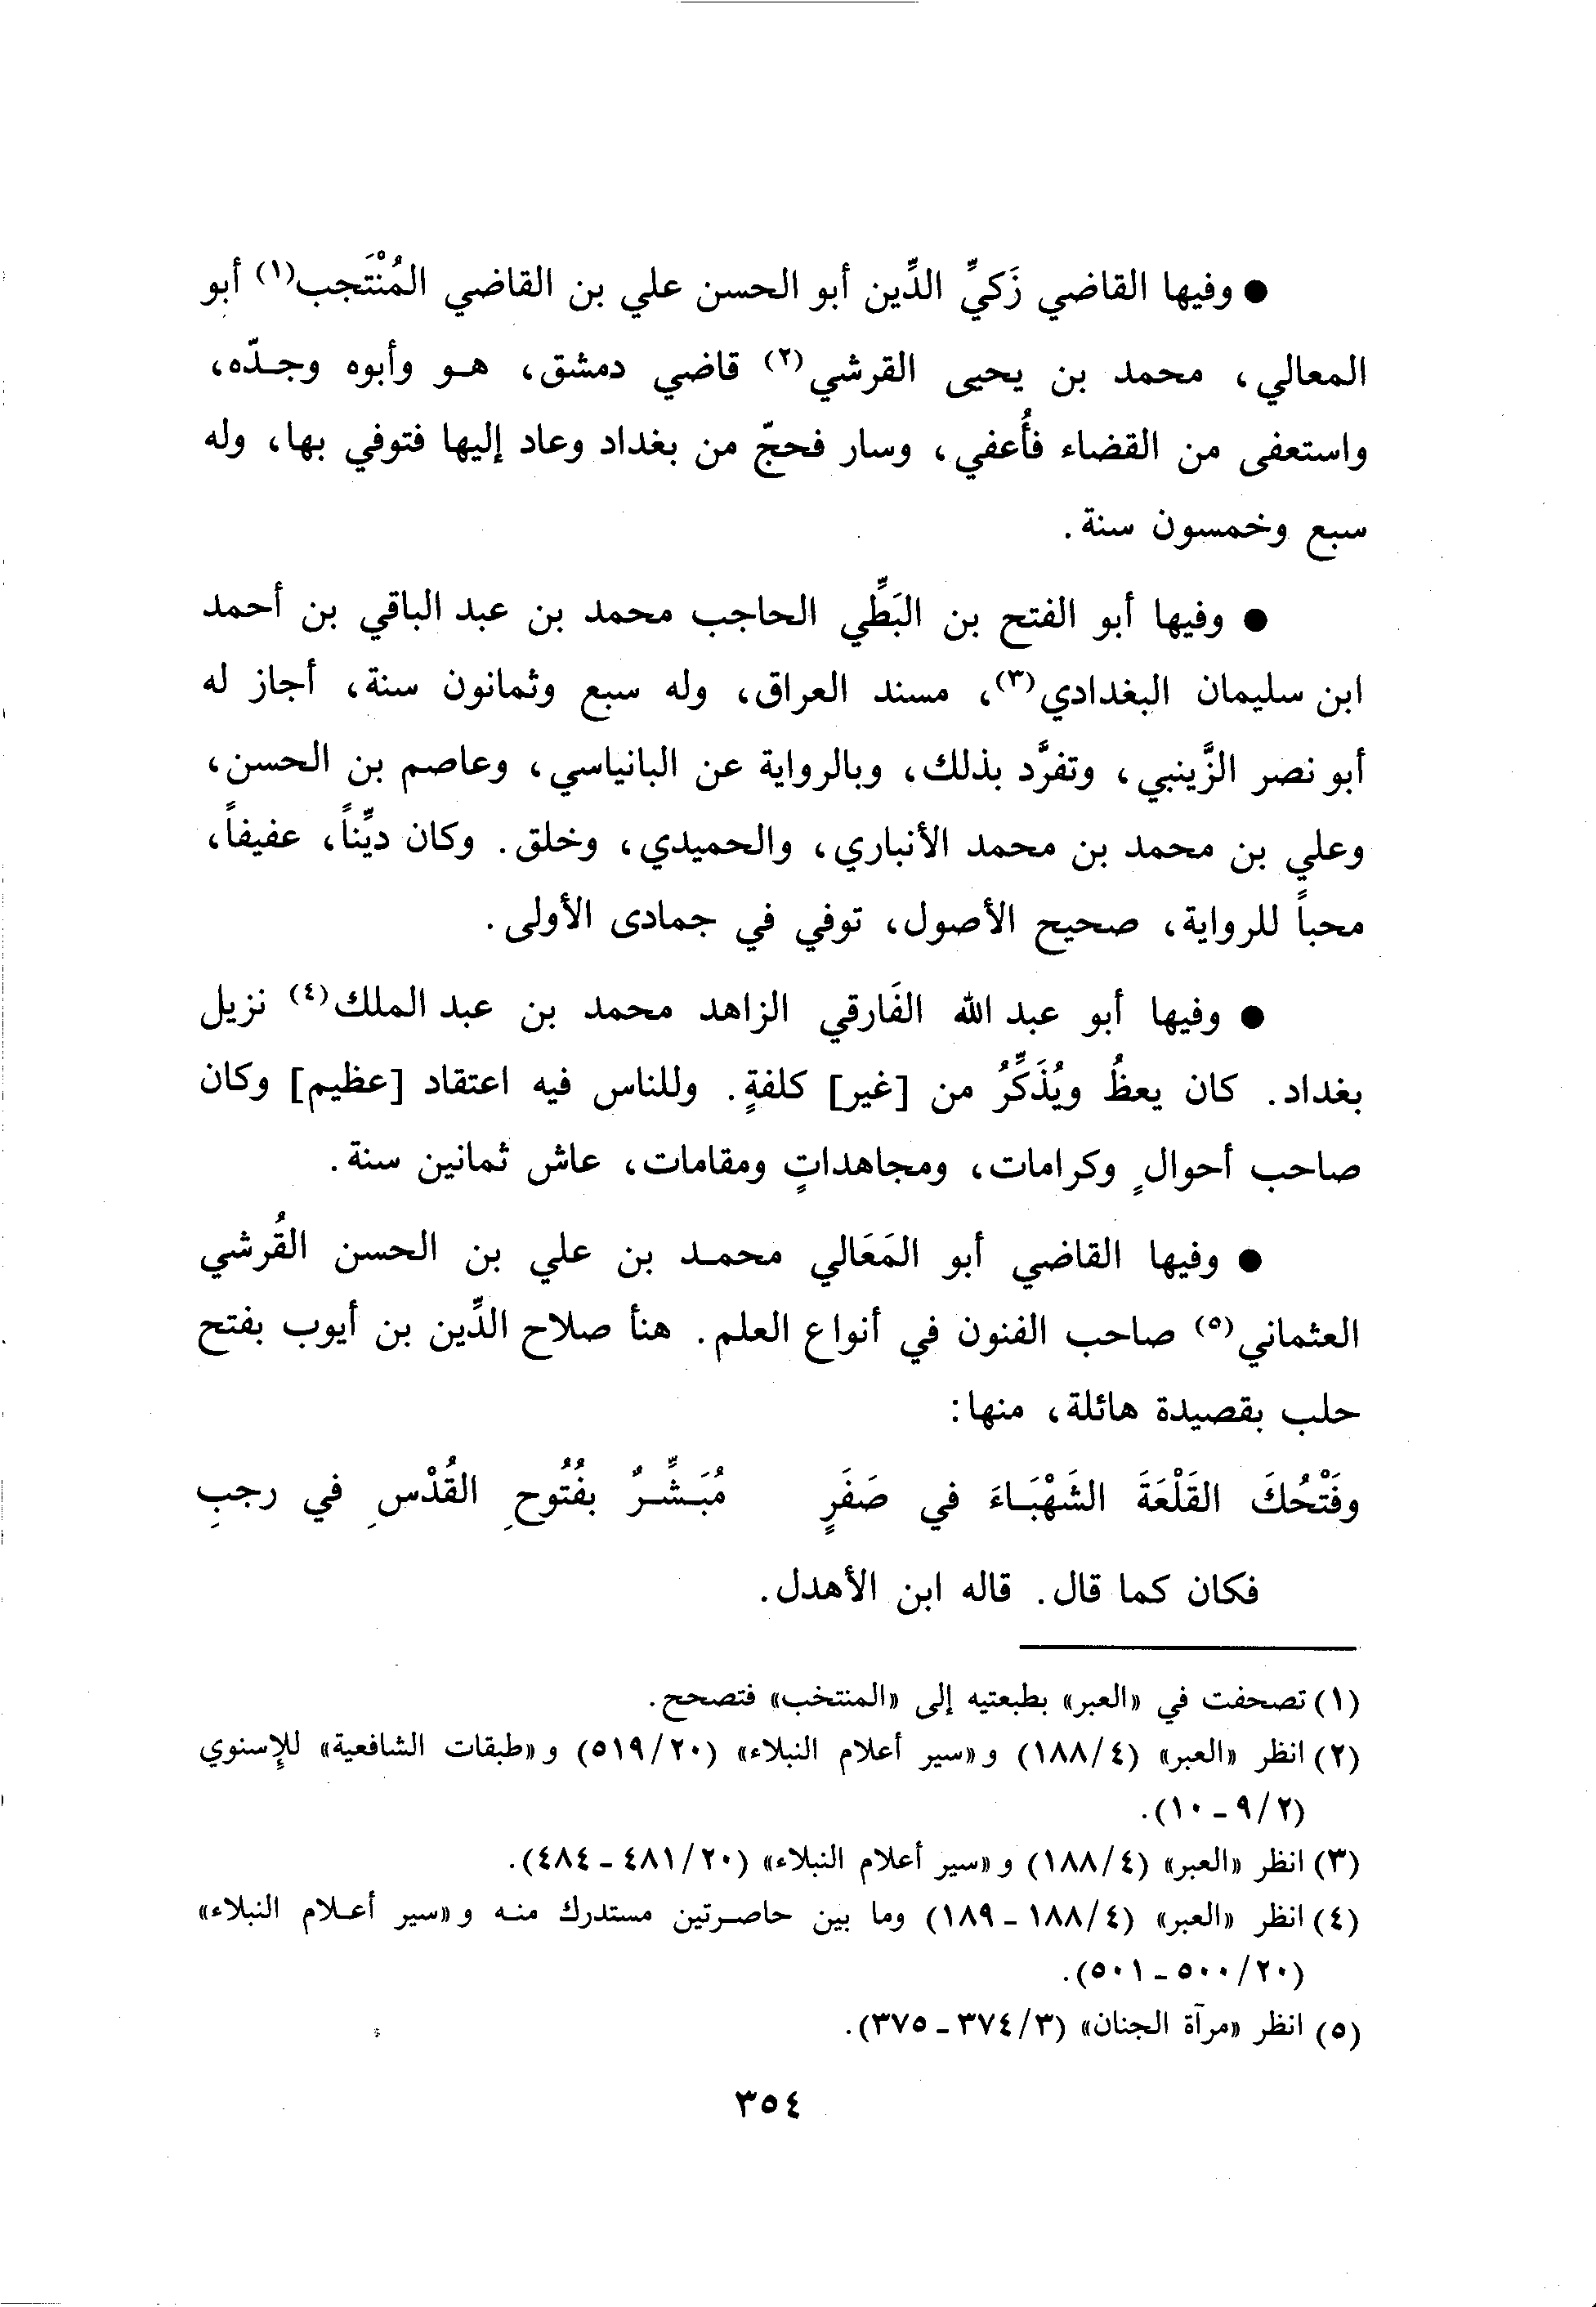 ● وفيها القاضي زَكيِّ الدِّين أبو الحسن علي بن القاضي المُنْتَجب(١) أبو
المعالي، محمد بن يحيى القرشي(٢) قاضي دمشق، هو وأبوه وجدّه،
واستعفى من القضاء فأُعفي، وسار فحجّ من بغداد وعاد إليها فتوفي بها، وله
سبع وخمسون سنة.
● وفيها أبو الفتح بن البَطِّي الحاجب محمد بن عبد الباقي بن أحمد
ابن سليمان البغدادي(٣)، مسند العراق، وله سبع وثمانون سنة، أجاز له
أبو نصر الزَّينبي، وتفرَّد بذلك، وبالرواية عن البانياسي، وعاصم بن الحسن،
وعلي بن محمد بن محمد الأنباري، والحميدي، وخلق. وكان ديِّناً، عفيفاً،
محباً للرواية، صحيح الأصول، توفي في جمادى الأولى.
● وفيها أبو عبد الله الفَارقي الزاهد محمد بن عبد الملك(٤) نزيل
بغداد. كان يعظُ ويُذَكِّرُ من [غير] كلفةٍ. وللناس فيه اعتقاد [عظيم] وكان
صاحب أحوالٍ وكرامات، ومجاهداتٍ ومقامات، عاش ثمانين سنة.
● وفيها القاضي أبو المَعَالي محمد بن علي بن الحسن القُرشي
العثماني(٥) صاحب الفنون في أنواع العلم. هنأ صلاح الدِّين بن أيوب بفتح
حلب بقصيدة هائلة، منها:
وفَتْحُكَ القَلْعَةَ الشَهْبَاءَ في صَفَرٍ مُبَشِّرٌ بفُتُوحِ القُدْسِ في رجبِ
فكان كما قال. قاله ابن الأهدل.
(١) تصحفت في «العبر» بطبعتيه إلى «المنتخب» فتصحح.
(٢) انظر «العبر» (١٨٨/٤) و«سير أعلام النبلاء» (٥١٩/٢٠) و«طبقات الشافعية» للإسنوي
(٩/٢ - ١٠).
(٣) انظر «العبر» (١٨٨/٤) و«سير أعلام النبلاء» (٤٨١/٢٠ - ٤٨٤).
(٤) انظر «العبر» (١٨٨/٤ - ١٨٩) وما بين حاصرتين مستدرك منه و«سير أعلام النبلاء»
(٥٠٠/٢٠ - ٥٠١).
(٥) انظر «مرآة الجنان» (٣٧٤/٣ - ٣٧٥).
٣٥٤